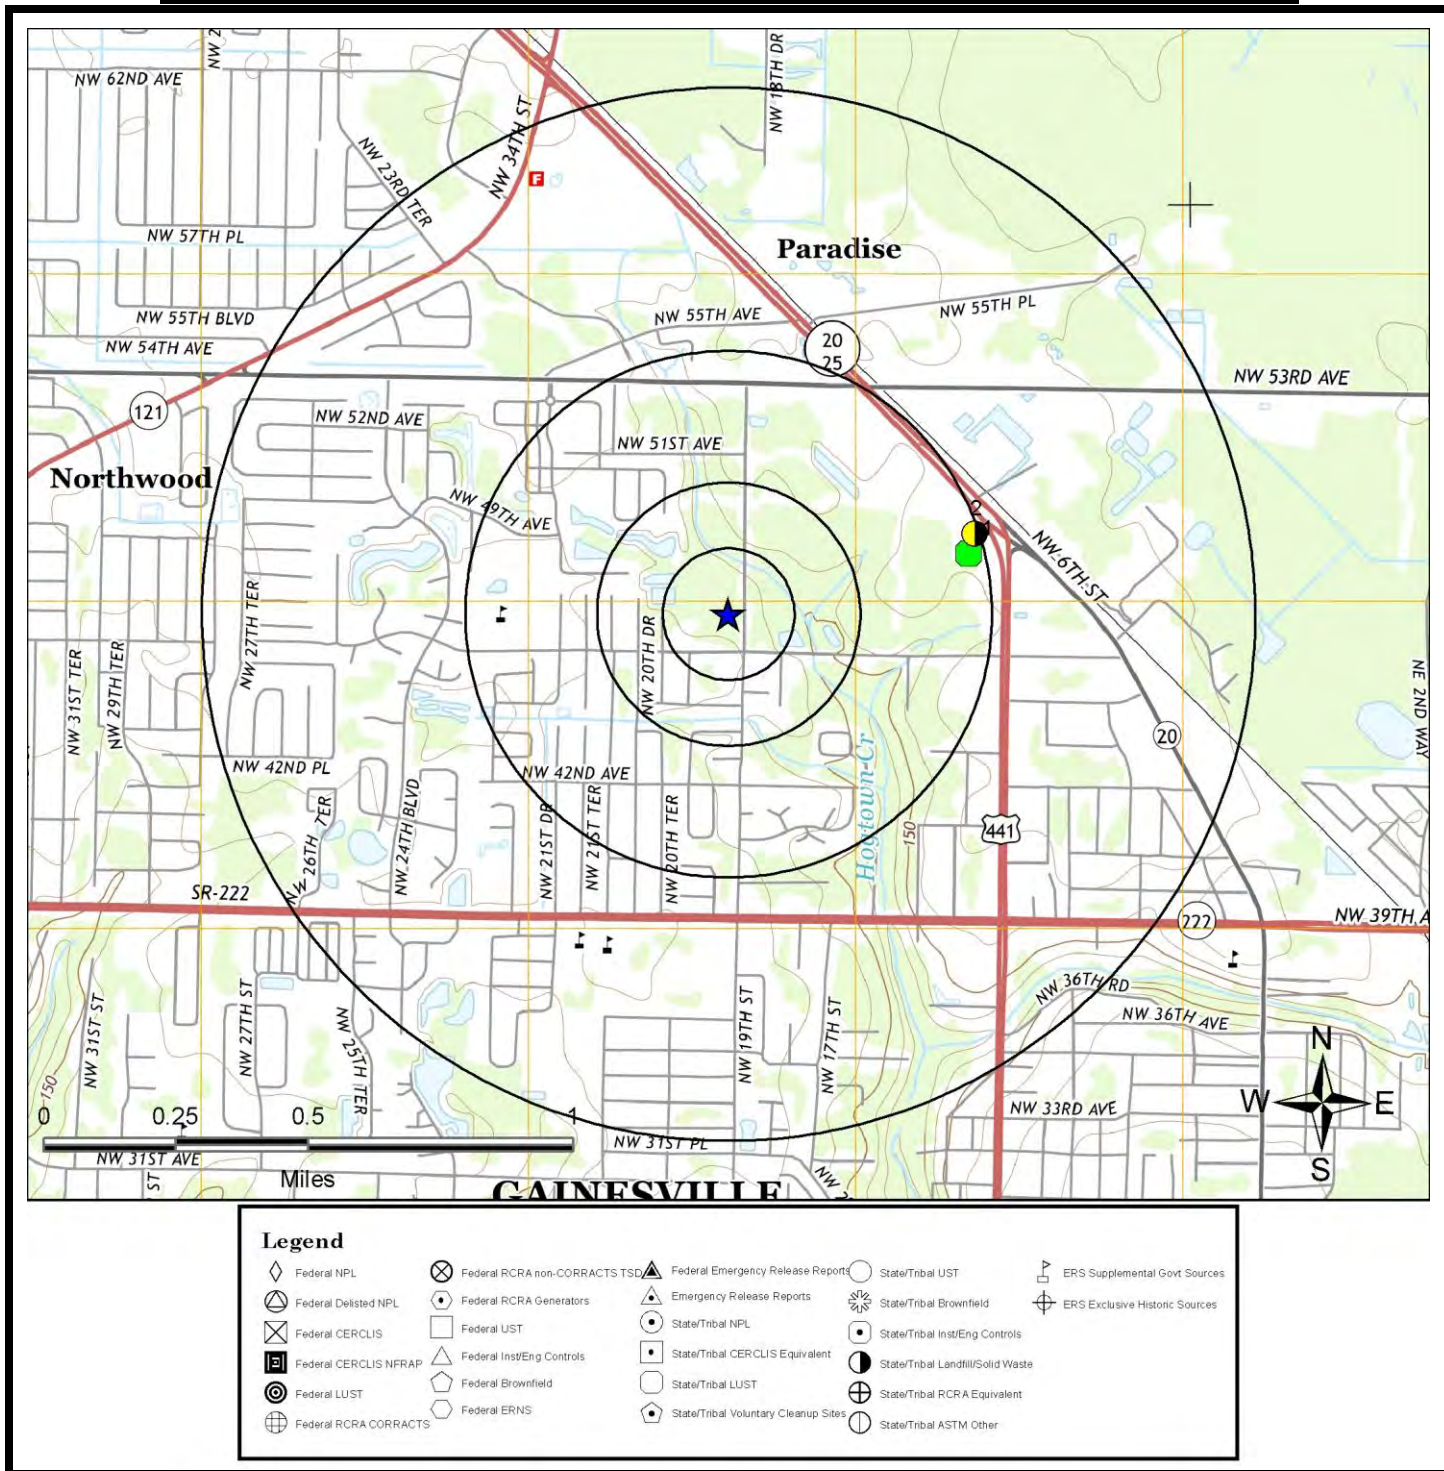 NW 62ND AVE
NW 2
NW 34TH ST
NW 18TH DR
NW 23RD TER
F
NW 57TH PL
Paradise
NW 55TH BLVD
NW 55TH AVE
NW 55TH PL
NW 54TH AVE
20
25
NW 53RD AVE
121
NW 52ND AVE
NW 51ST AVE
Northwood
NW 49TH AVE
2
1
NW 6TH ST
NW 27TH TER
NW 20TH DR
NW 31ST TER
NW 29TH TER
NE 2ND WAY
20
NW 42ND PL
NW 42ND AVE
NW 26TH TER
NW 24TH BLVD
NW 21ST DR
NW 21ST TER
NW 20TH TER
Hogtown Cr
150
441
SR-222
222
NW 39TH A
NW 31ST ST
NW 27TH ST
NW 25TH TER
NW 19TH ST
NW 17TH ST
NW 36TH RD
NW 36TH AVE
150
N
W E
S
0 0.25 0.5 1
Miles
NW 33RD AVE
NW 31ST PL
NW 31ST AVE
ST
NW 2
GAINESVILLE
Legend
Federal NPL
Federal Delisted NPL
Federal CERCLIS
Federal CERCLIS NFRAP
Federal LUST
Federal RCRA CORRACTS
Federal RCRA non-CORRACTS TSD
Federal RCRA Generators
Federal UST
Federal Inst/Eng Controls
Federal Brownfield
Federal ERNS
Federal Emergency Release Reports
Emergency Release Reports
State/Tribal NPL
State/Tribal CERCLIS Equivalent
State/Tribal LUST
State/Tribal Voluntary Cleanup Sites
State/Tribal UST
State/Tribal Brownfield
State/Tribal Inst/Eng Controls
State/Tribal Landfill/Solid Waste
State/Tribal RCRA Equivalent
State/Tribal ASTM Other
ERS Supplemental Govt Sources
ERS Exclusive Historic Sources